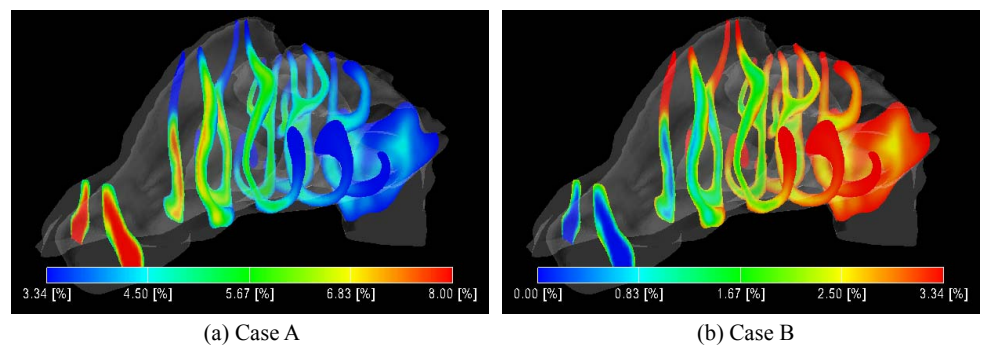 3.34 [%] 4.50 [%] 5.67 [%] 6.83 [%] 8.00 [%]
0.00 [%] 0.83 [%] 1.67 [%] 2.50 [%] 3.34 [%]
(a) Case A
(b) Case B